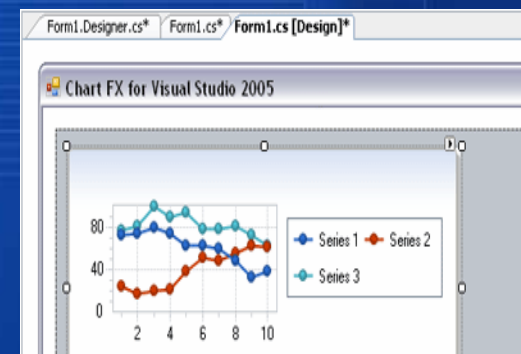 Form1.Designer.cs* Form1.cs* Form1.cs [Design]*
Chart FX for Visual Studio 2005
80
40
0
2 4 6 8 10
Series 1 Series 2
Series 3